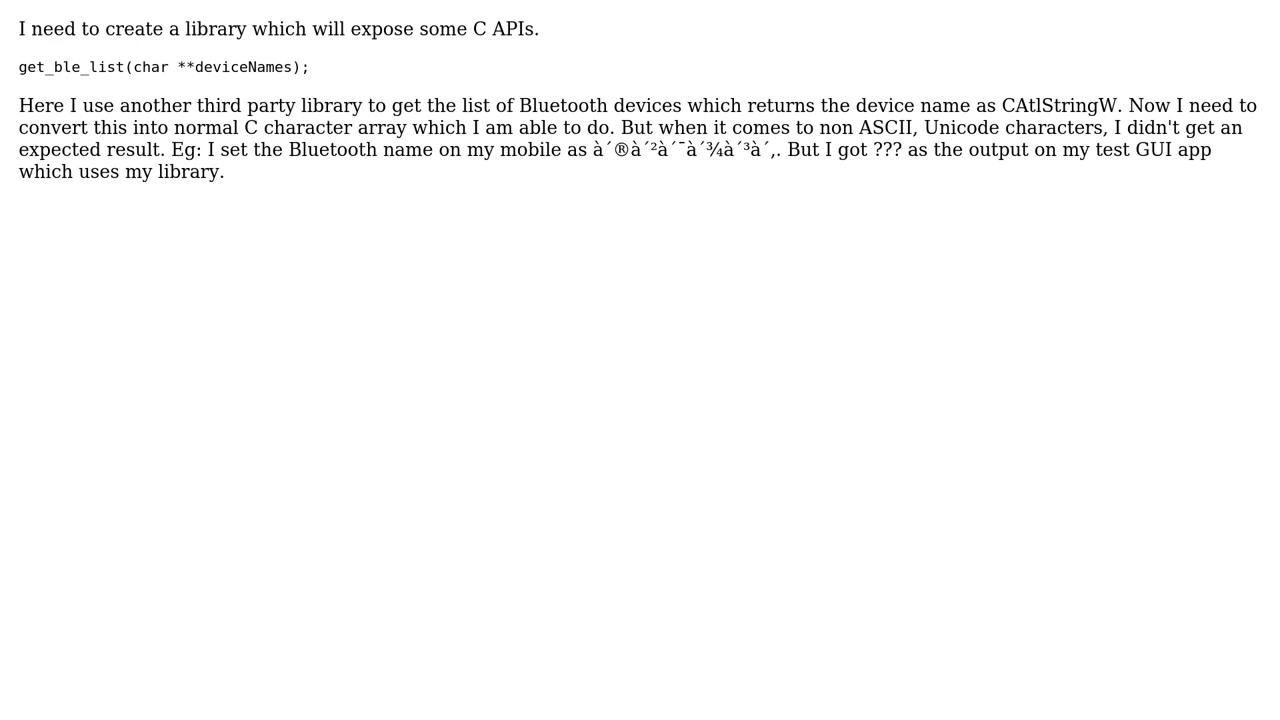 I need to create a library which will expose some C APIs.
get_ble_list(char **deviceNames);
Here I use another third party library to get the list of Bluetooth devices which returns the device name as CAtlStringW. Now I need to
convert this into normal C character array which I am able to do. But when it comes to non ASCII, Unicode characters, I didn't get an
expected result. Eg: I set the Bluetooth name on my mobile as à´®à´²à´¯à´¾à´³à´‚. But I got ??? as the output on my test GUI app
which uses my library.